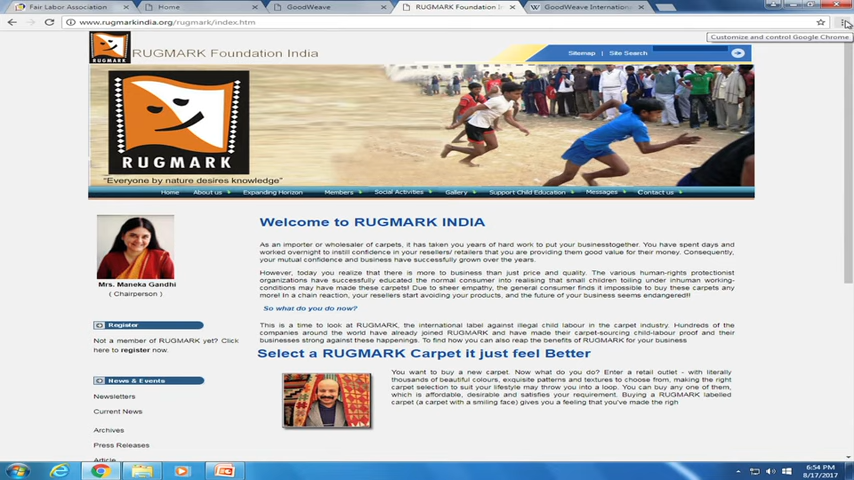 Fair Labor Association
Home
GoodWeave
RUGMARK Foundation In
GoodWeave Internationa
www.rugmarkindia.org/rugmark/index.htm
Customize and control Google Chrome
RUGMARK
RUGMARK Foundation India
Sitemap | Site Search
RUGMARK
"Everyone by nature desires knowledge"
Home About us Expanding Horizon Members Social Activities Gallery Support Child Education Messages Contact us
Mrs. Maneka Gandhi
( Chairperson )
Register
Not a member of RUGMARK yet? Click
here to register now.
News & Events
Newsletters
Current News
Archives
Press Releases
Article
Welcome to RUGMARK INDIA
As an importer or wholesaler of carpets, it has taken you years of hard work to put your businesstogether. You have spent days and
worked overnight to instill confidence in your resellers/ retailers that you are providing them good value for their money. Consequently,
your mutual confidence and business have successfully grown over the years.
However, today you realize that there is more to business than just price and quality. The various human-rights protectionist
organizations have successfully educated the normal consumer into realising that small children toiling under inhuman working-
conditions may have made these carpets! Due to sheer empathy, the general consumer finds it impossible to buy these carpets any
more! In a chain reaction, your resellers start avoiding your products, and the future of your business seems endangered!!
So what do you do now?
This is a time to look at RUGMARK, the international label against illegal child labour in the carpet industry. Hundreds of the
companies around the world have already joined RUGMARK and have made their carpet-sourcing child-labour proof and their
businesses strong against these happenings. To find how you can also reap the benefits of RUGMARK for your business
Select a RUGMARK Carpet it just feel Better
You want to buy a new carpet. Now what do you do? Enter a retail outlet - with literally
thousands of beautiful colours, exquisite patterns and textures to choose from, making the right
carpet selection to suit your lifestyle may throw you into a loop. You can buy any one of them,
which is affordable, desirable and satisfies your requirement. Buying a RUGMARK labelled
carpet (a carpet with a smiling face) gives you a feeling that you've made the righ
6:54 PM
8/17/2017